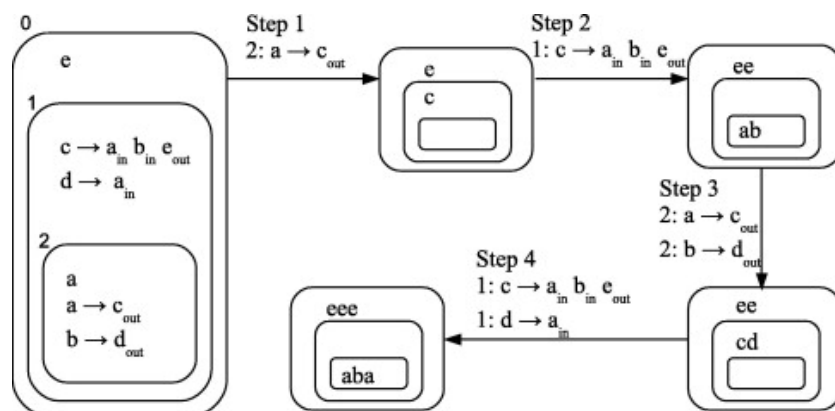 0
e
1
c → a_in b_in e_out
d → a_in
2
a
a → c_out
b → d_out
Step 1
2: a → c_out
e
c
Step 2
1: c → a_in b_in e_out
ee
ab
Step 3
2: a → c_out
2: b → d_out
ee
cd
Step 4
1: c → a_in b_in e_out
1: d → a_in
eee
aba